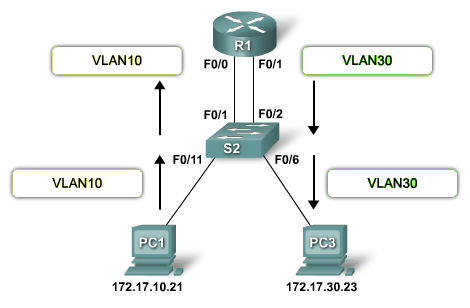 R1
VLAN10
VLAN30
F0/0
F0/1
F0/1
F0/2
S2
F0/11
F0/6
VLAN10
VLAN30
PC1
PC3
172.17.10.21
172.17.30.23